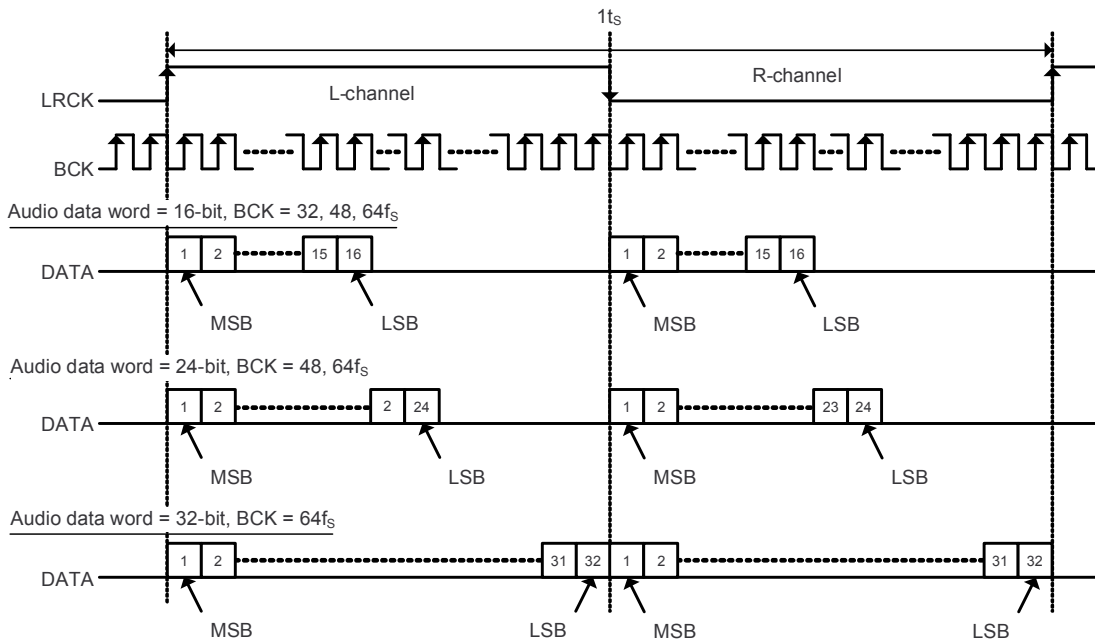 1tS
L-channel
R-channel
LRCK
BCK
Audio data word = 16-bit, BCK = 32, 48, 64fS
DATA
1 2 15 16 1 2 15 16
MSB LSB MSB LSB
Audio data word = 24-bit, BCK = 48, 64fS
DATA
1 2 2 24 1 2 23 24
MSB LSB MSB LSB
Audio data word = 32-bit, BCK = 64fS
DATA
1 2 31 32 1 2 31 32
MSB LSB MSB LSB